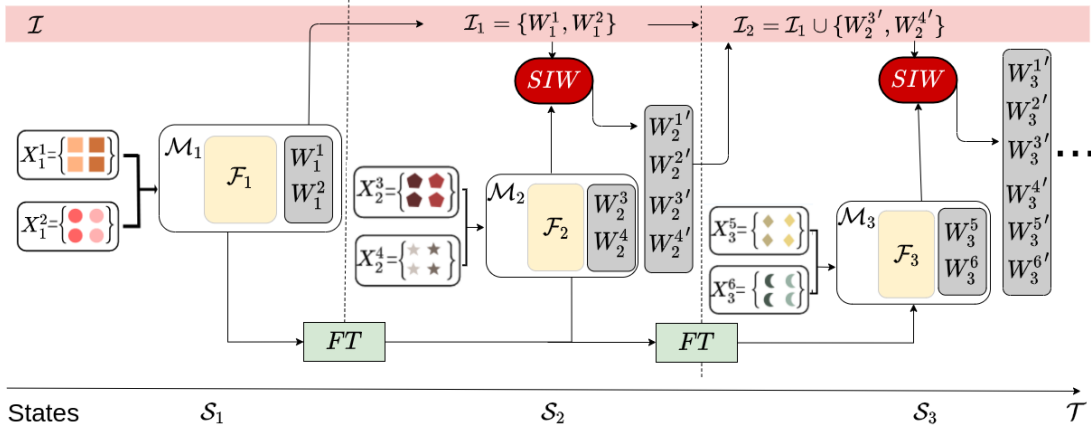 𝓘
𝓘₁ = {W₁¹, W₁²}
𝓘₂ = 𝓘₁ ∪ {W₂³′, W₂⁴′}
SIW
SIW
X₁¹={ }
X₁²={ }
𝓜₁
𝓕₁
W₁¹
W₁²
X₂³={ }
X₂⁴={ }
𝓜₂
𝓕₂
W₂³
W₂⁴
W₂¹′
W₂²′
W₂³′
W₂⁴′
X₃⁵={ }
X₃⁶={ }
𝓜₃
𝓕₃
W₃⁵
W₃⁶
W₃¹′
W₃²′
W₃³′
W₃⁴′
W₃⁵′
W₃⁶′
...
FT
FT
States
𝓢₁
𝓢₂
𝓢₃
𝓣